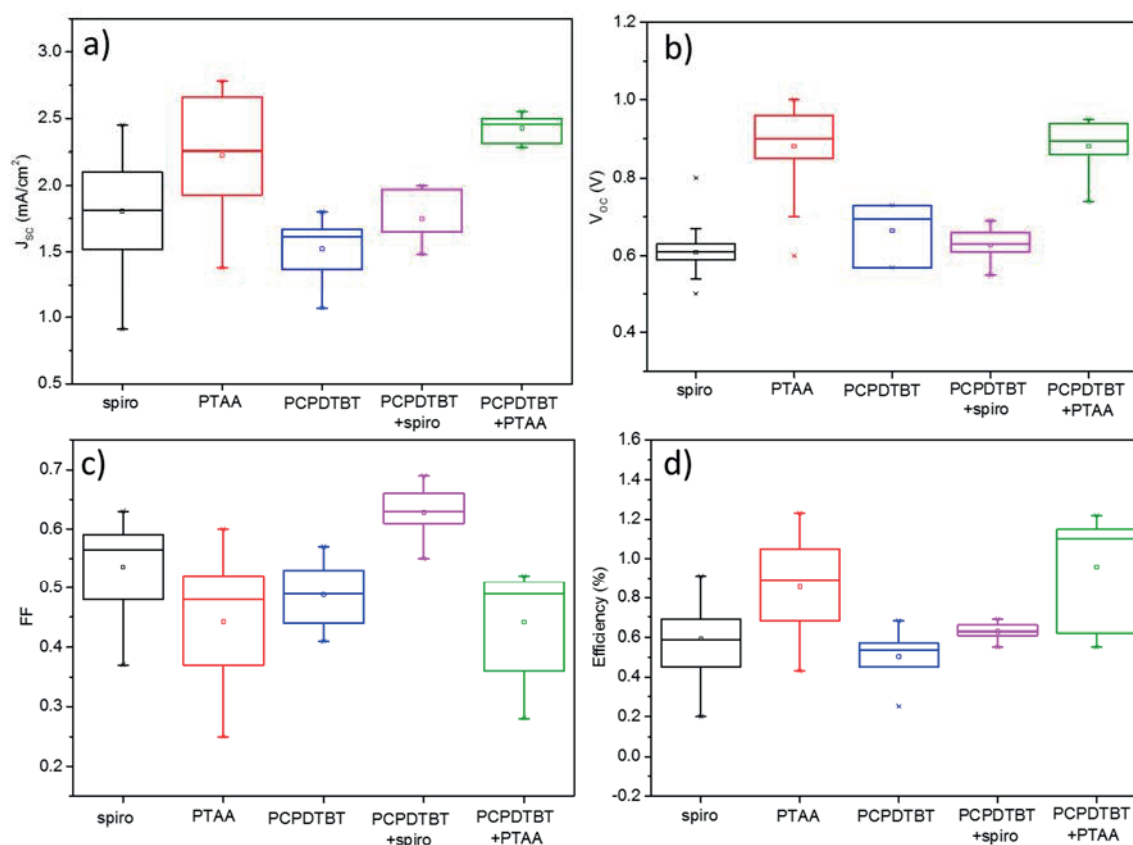 a)
J_SC (mA/cm²)
3.0
2.5
2.0
1.5
1.0
0.5
spiro
PTAA
PCPDTBT
PCPDTBT
+spiro
PCPDTBT
+PTAA
b)
V_OC (V)
1.2
1.0
0.8
0.6
0.4
spiro
PTAA
PCPDTBT
PCPDTBT
+spiro
PCPDTBT
+PTAA
c)
FF
0.7
0.6
0.5
0.4
0.3
0.2
spiro
PTAA
PCPDTBT
PCPDTBT
+spiro
PCPDTBT
+PTAA
d)
Efficiency (%)
1.6
1.4
1.2
1.0
0.8
0.6
0.4
0.2
0.0
-0.2
spiro
PTAA
PCPDTBT
PCPDTBT
+spiro
PCPDTBT
+PTAA